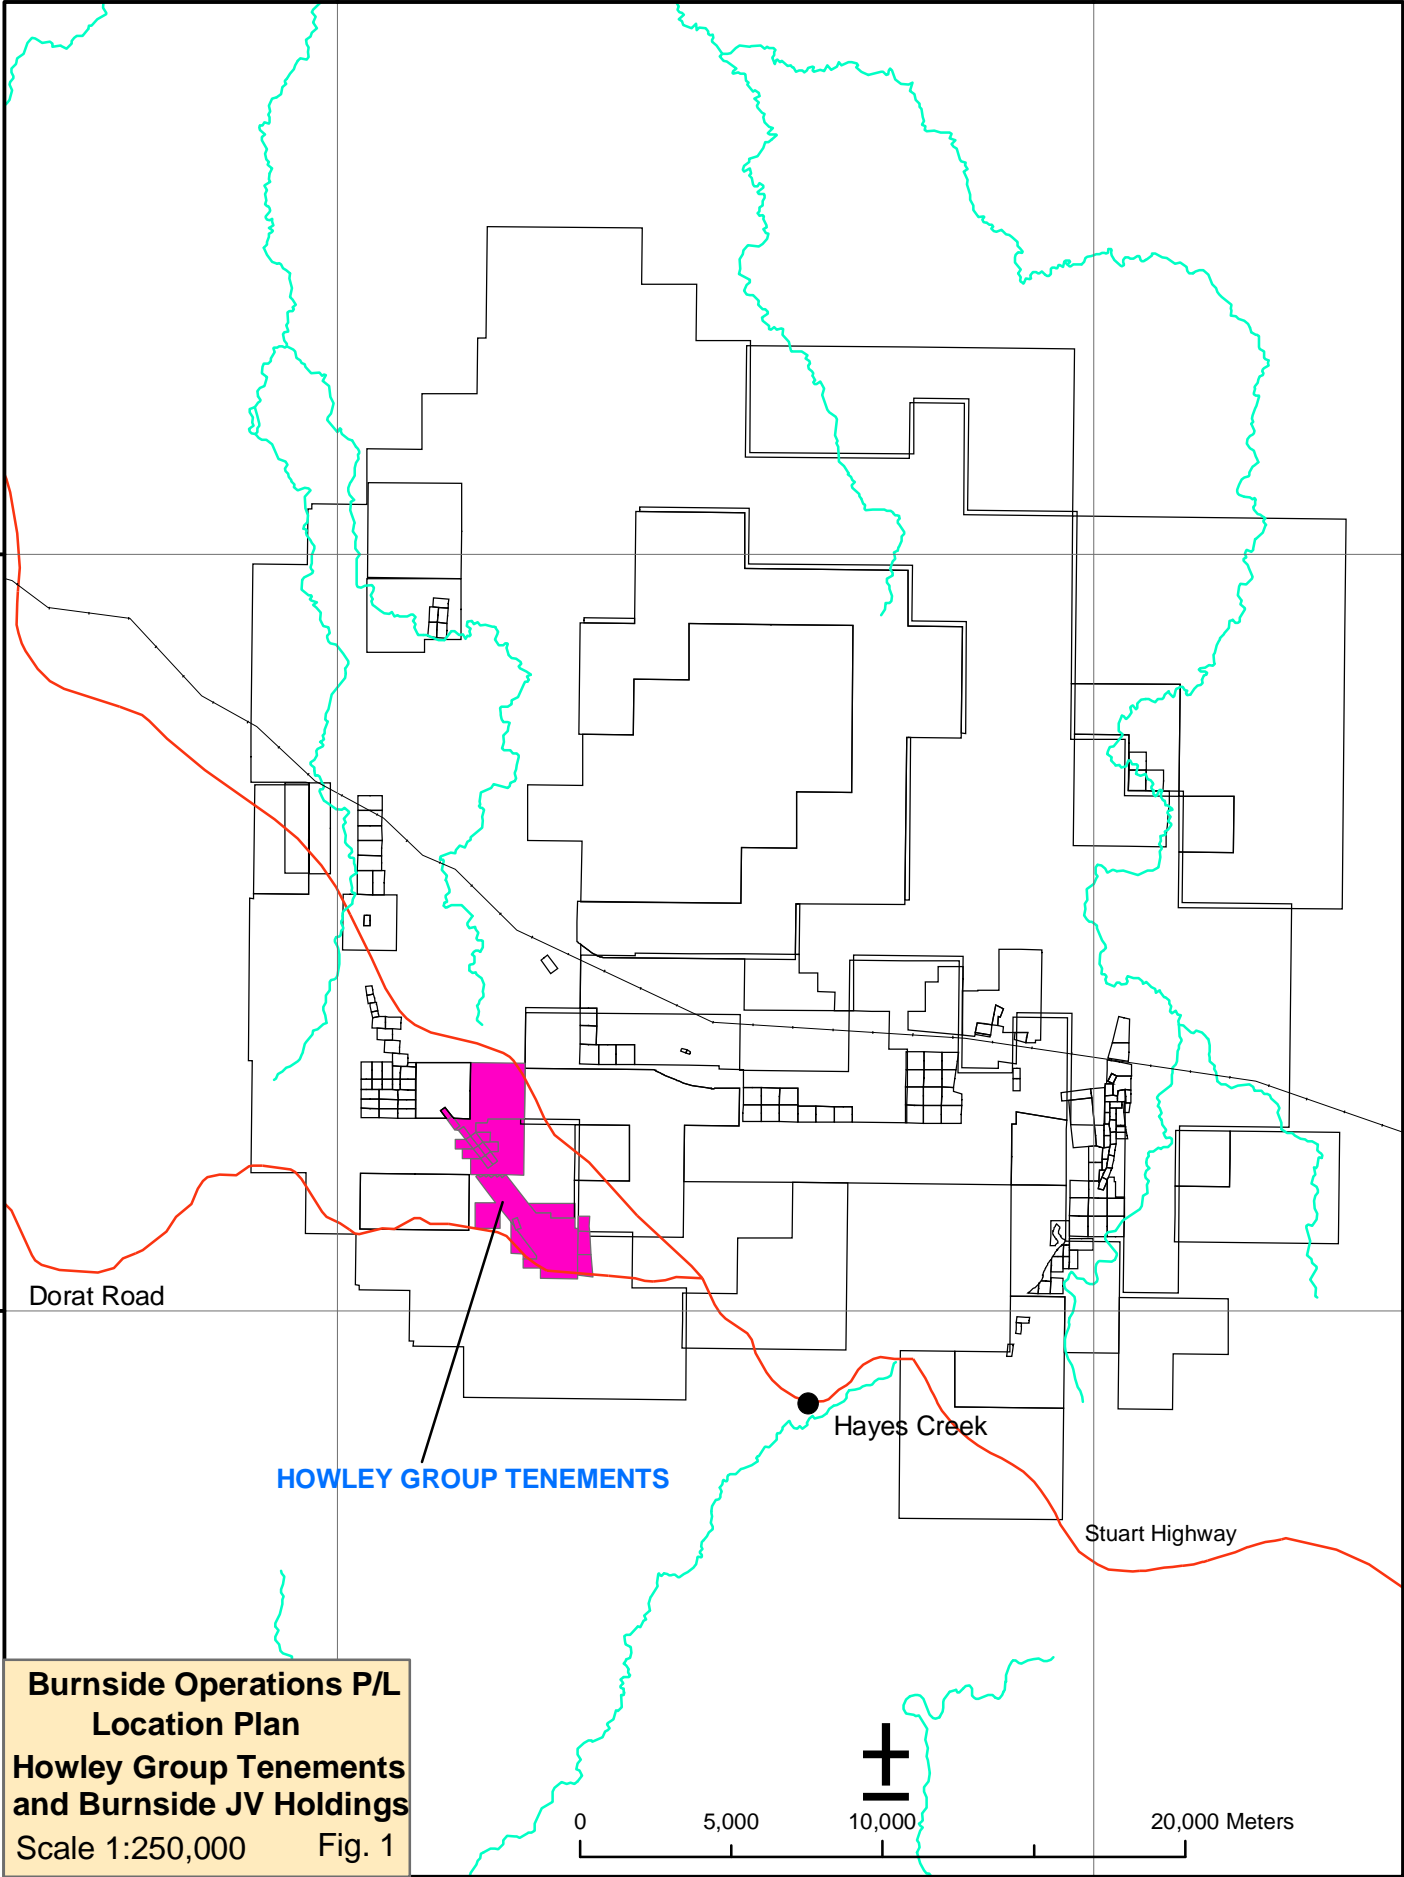 Dorat Road
Hayes Creek
HOWLEY GROUP TENEMENTS
Stuart Highway
Burnside Operations P/L
Location Plan
Howley Group Tenements
and Burnside JV Holdings
Scale 1:250,000 Fig. 1
±
0 5,000 10,000 20,000 Meters